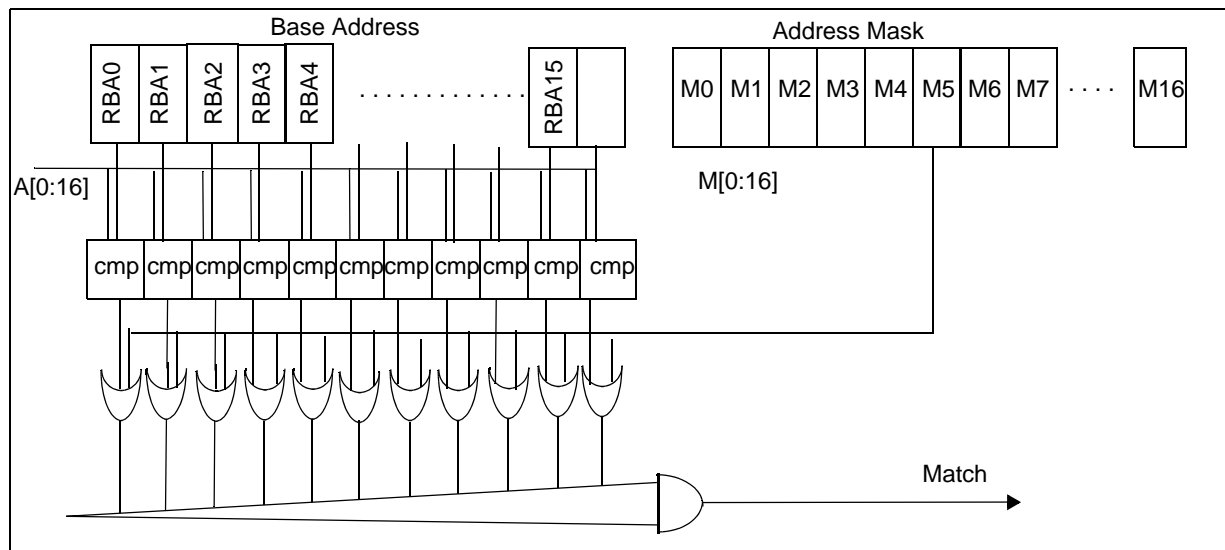 Base Address
Address Mask
RBA0 RBA1 RBA2 RBA3 RBA4 . . . . . . . . . . . . . RBA15
M0 M1 M2 M3 M4 M5 M6 M7 . . . . M16
A[0:16]
M[0:16]
cmp cmp cmp cmp cmp cmp cmp cmp cmp cmp cmp
Match